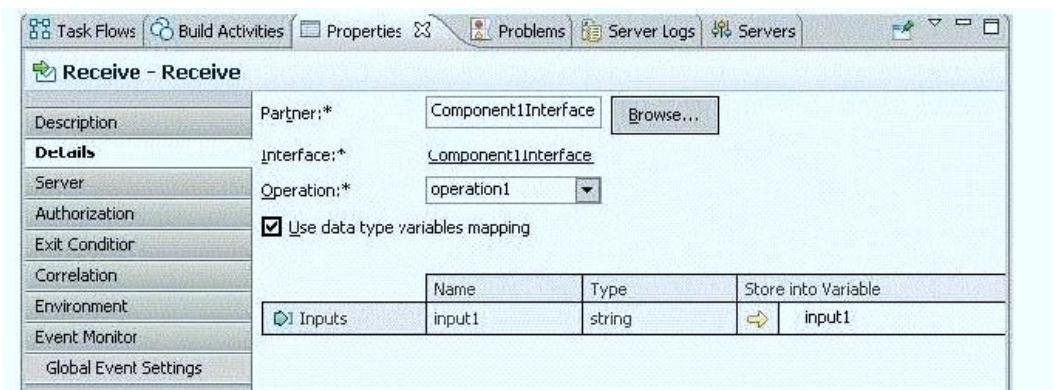 Task Flows Build Activities Properties Problems Server Logs Servers
Receive - Receive
Description
Details
Server
Authorization
Exit Condition
Correlation
Environment
Event Monitor
Global Event Settings
Partner:* Component1Interface Browse...
Interface:* Component1Interface
Operation:* operation1
Use data type variables mapping
Name Type Store into Variable
Inputs input1 string input1